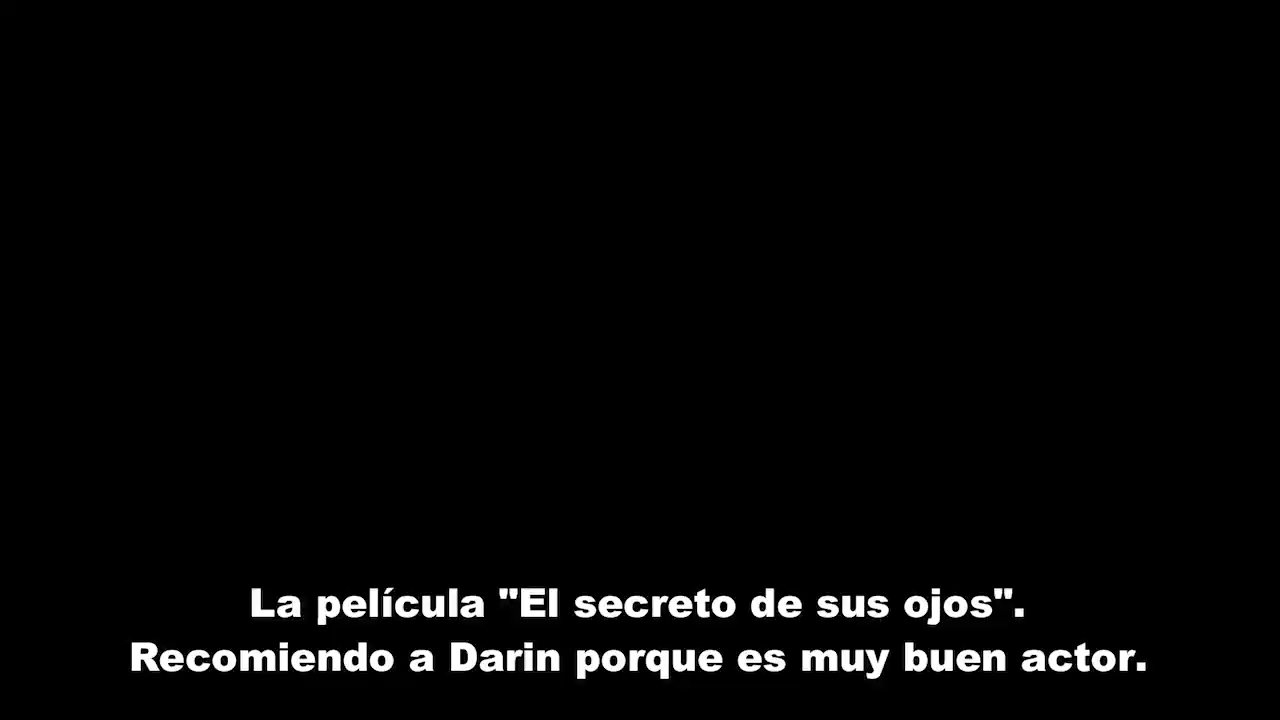 La película "El secreto de sus ojos".
Recomiendo a Darin porque es muy buen actor.